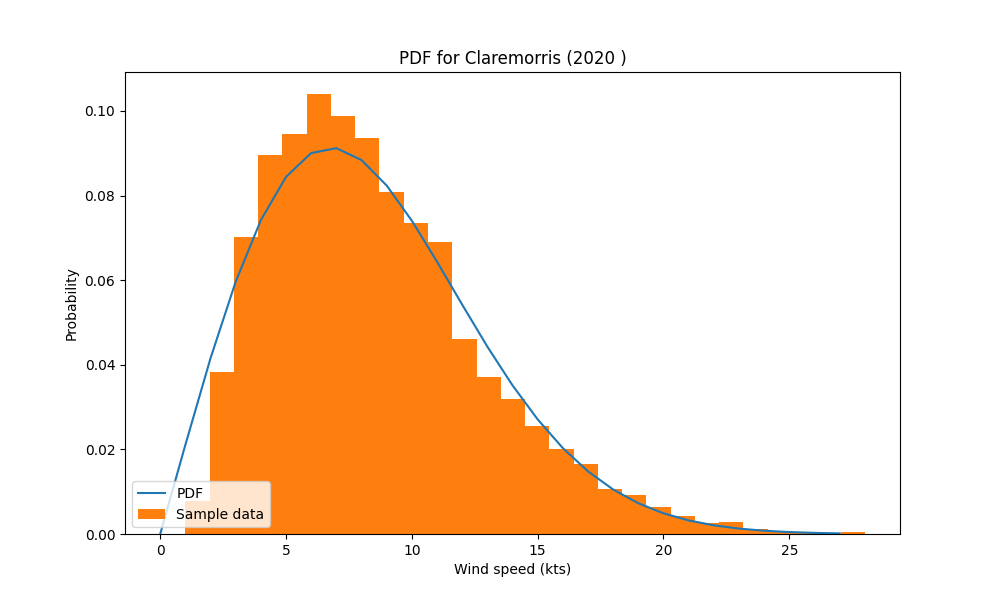 PDF for Claremorris (2020 )
Probability
0.10
0.08
0.06
0.04
0.02
0.00
PDF
Sample data
0 5 10 15 20 25
Wind speed (kts)